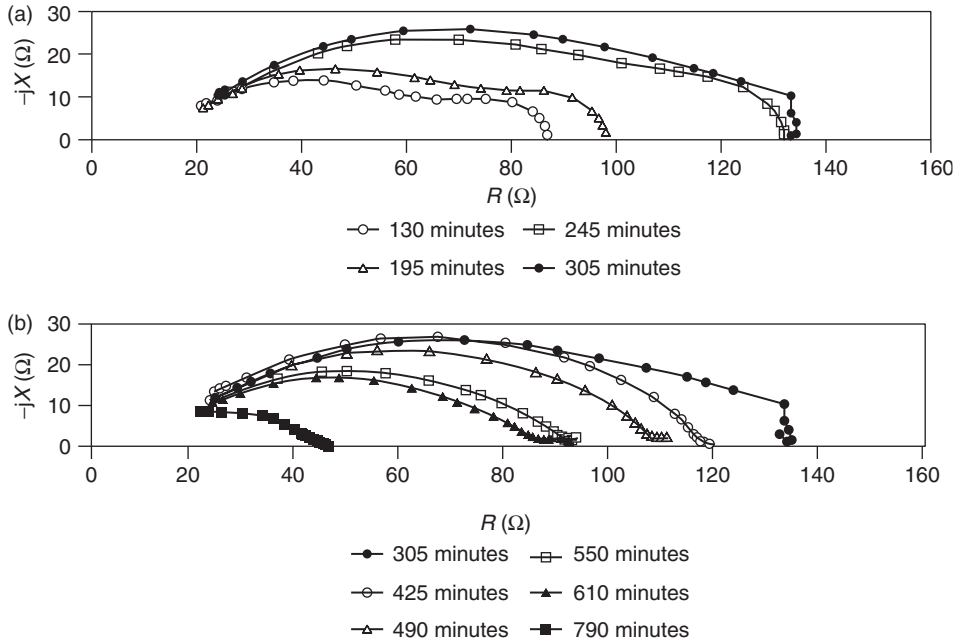 (a)
30
20
10
0
−jX (Ω)
0 20 40 60 80 100 120 140 160
R (Ω)
130 minutes 245 minutes
195 minutes 305 minutes
(b)
30
20
10
0
−jX (Ω)
0 20 40 60 80 100 120 140 160
R (Ω)
305 minutes 550 minutes
425 minutes 610 minutes
490 minutes 790 minutes